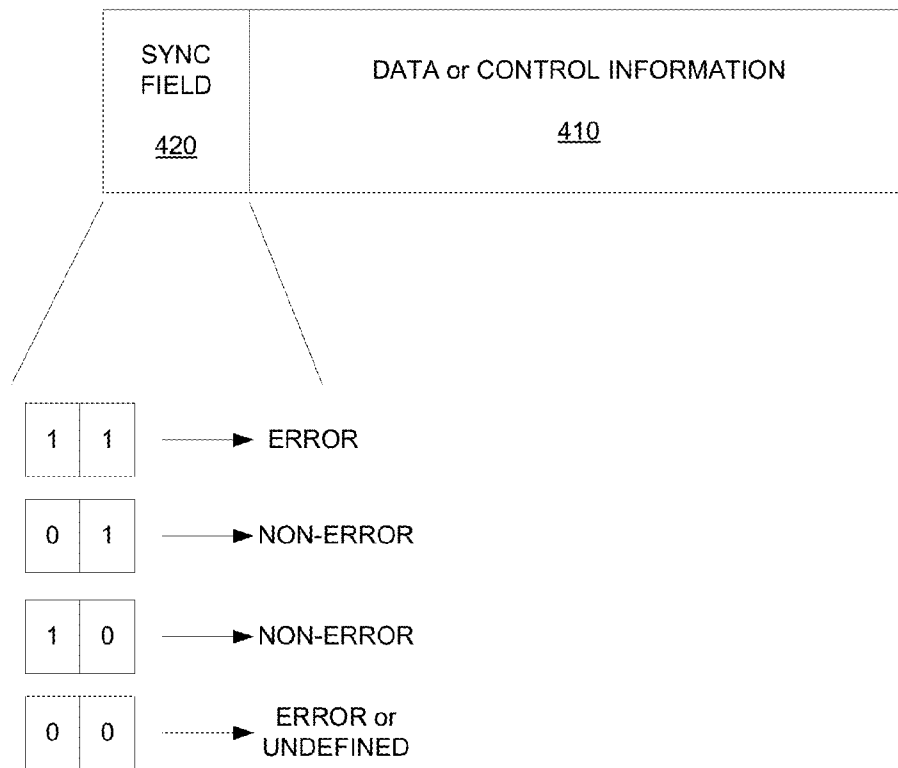 SYNC
FIELD
420
DATA or CONTROL INFORMATION
410
1 1 ERROR
0 1 NON-ERROR
1 0 NON-ERROR
0 0 ERROR or
UNDEFINED